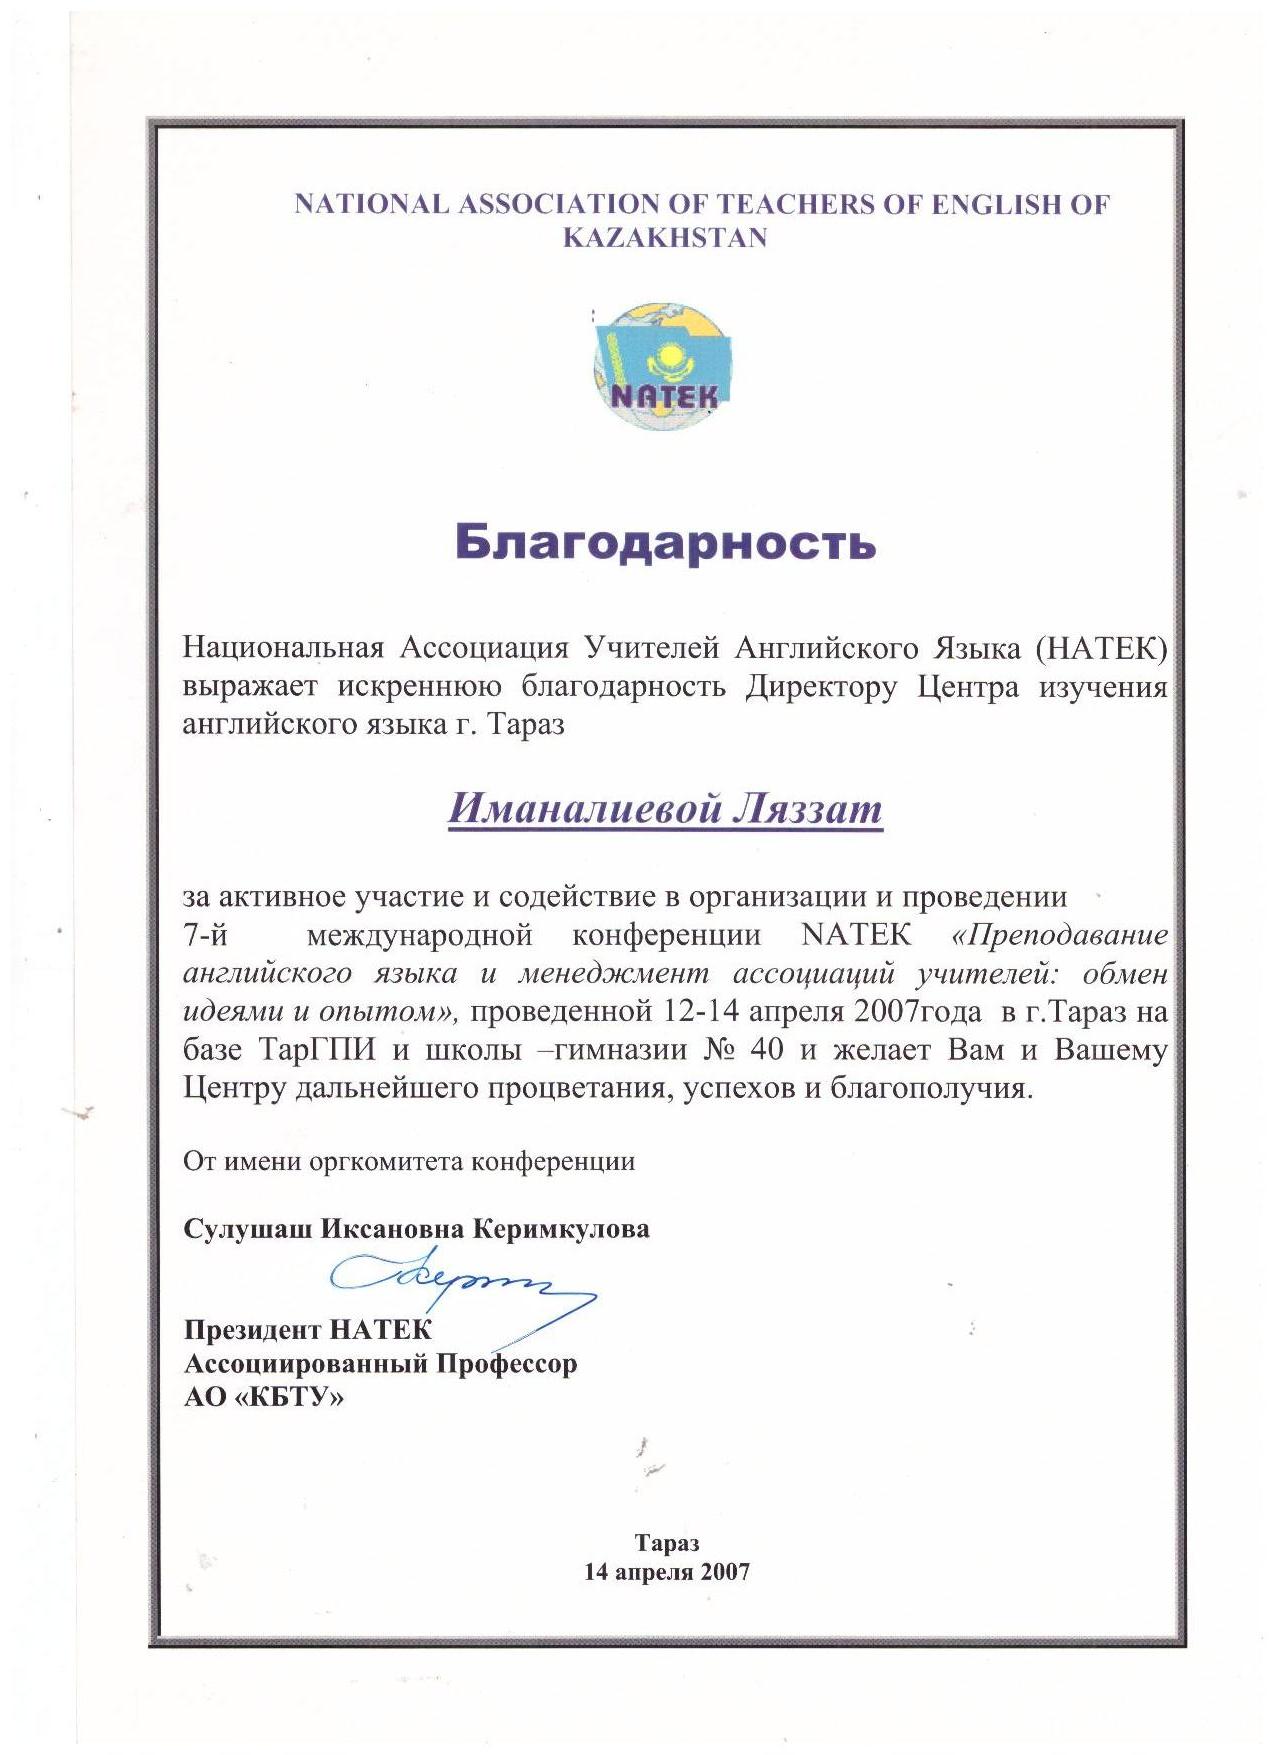 NATIONAL ASSOCIATION OF TEACHERS OF ENGLISH OF
KAZAKHSTAN
NATEK
Благодарность
Национальная Ассоциация Учителей Английского Языка (НАТЕК)
выражает искреннюю благодарность Директору Центра изучения
английского языка г. Тараз
Иманалиевой Ляззат
за активное участие и содействие в организации и проведении
7-й международной конференции NATEK «Преподавание
английского языка и менеджмент ассоциаций учителей: обмен
идеями и опытом», проведенной 12-14 апреля 2007года в г.Тараз на
базе ТарГПИ и школы –гимназии № 40 и желает Вам и Вашему
Центру дальнейшего процветания, успехов и благополучия.
От имени оргкомитета конференции
Сулушаш Иксановна Керимкулова
Президент НАТЕК
Ассоциированный Профессор
АО «КБТУ»
Тараз
14 апреля 2007